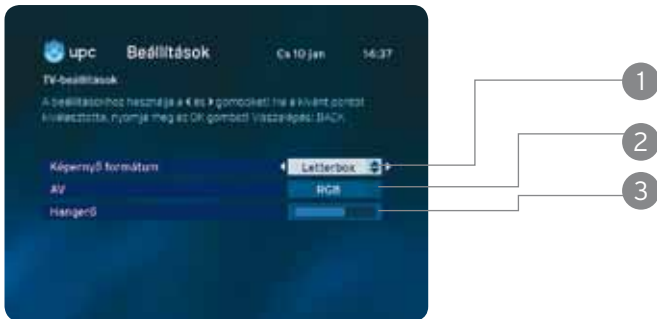 upc Beállítások Cs 10 jan 14:37
TV-beállítások
A beállításokhoz használja a és gombokat! Ha a kívánt pontot
kiválasztotta, nyomja meg az OK gombot! Visszalépés: BACK.
Képernyő formátum Letterbox
AV RGB
Hangerő
1
2
3